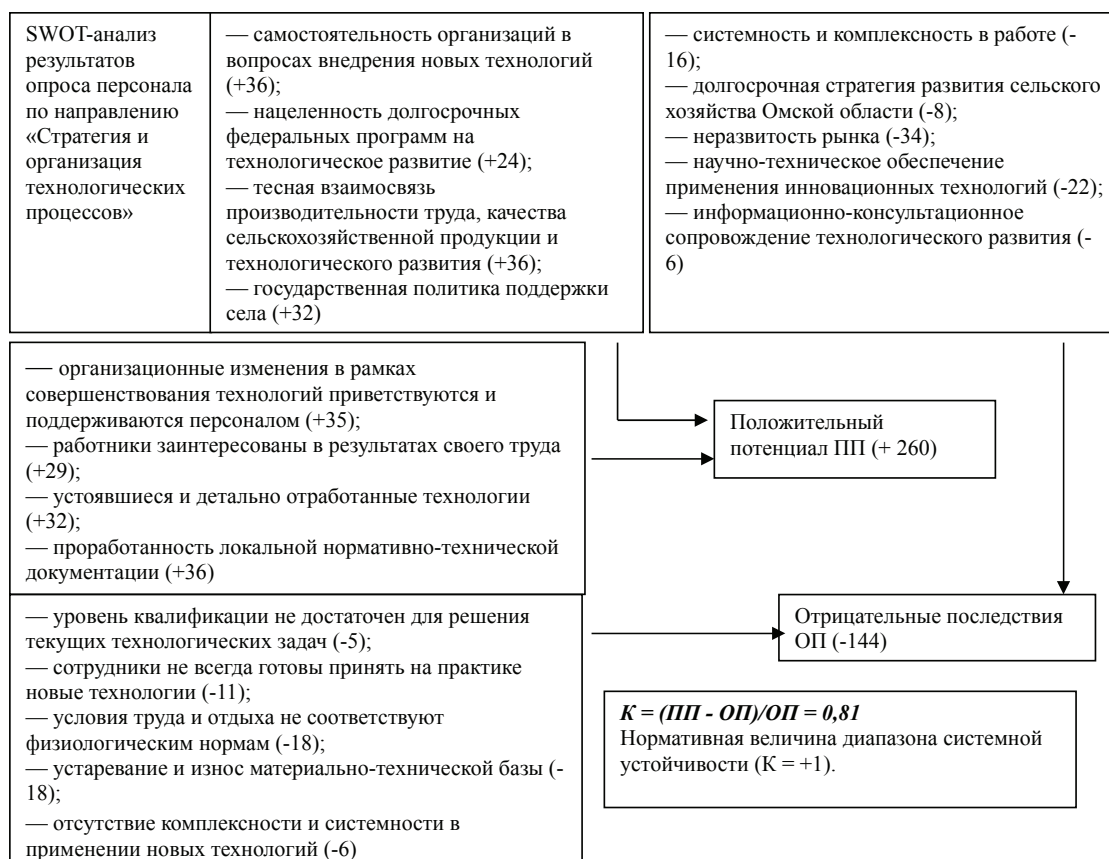 SWOT-анализ
результатов
опроса персонала
по направлению
«Стратегия и
организация
технологических
процессов»
— самостоятельность организаций в
вопросах внедрения новых технологий
(+36);
— нацеленность долгосрочных
федеральных программ на
технологическое развитие (+24);
— тесная взаимосвязь
производительности труда, качества
сельскохозяйственной продукции и
технологического развития (+36);
— государственная политика поддержки
села (+32)
— системность и комплексность в работе (-
16);
— долгосрочная стратегия развития сельского
хозяйства Омской области (-8);
— неразвитость рынка (-34);
— научно-техническое обеспечение
применения инновационных технологий (-22);
— информационно-консультационное
сопровождение технологического развития (-
6)
— организационные изменения в рамках
совершенствования технологий приветствуются и
поддерживаются персоналом (+35);
— работники заинтересованы в результатах своего труда
(+29);
— устоявшиеся и детально отработанные технологии
(+32);
— проработанность локальной нормативно-технической
документации (+36)
Положительный
потенциал ПП (+ 260)
— уровень квалификации не достаточен для решения
текущих технологических задач (-5);
— сотрудники не всегда готовы принять на практике
новые технологии (-11);
— условия труда и отдыха не соответствуют
физиологическим нормам (-18);
— устаревание и износ материально-технической базы (-
18);
— отсутствие комплексности и системности в
применении новых технологий (-6)
Отрицательные последствия
ОП (-144)
K = (ПП - ОП)/ОП = 0,81
Нормативная величина диапазона системной
устойчивости (K = +1).